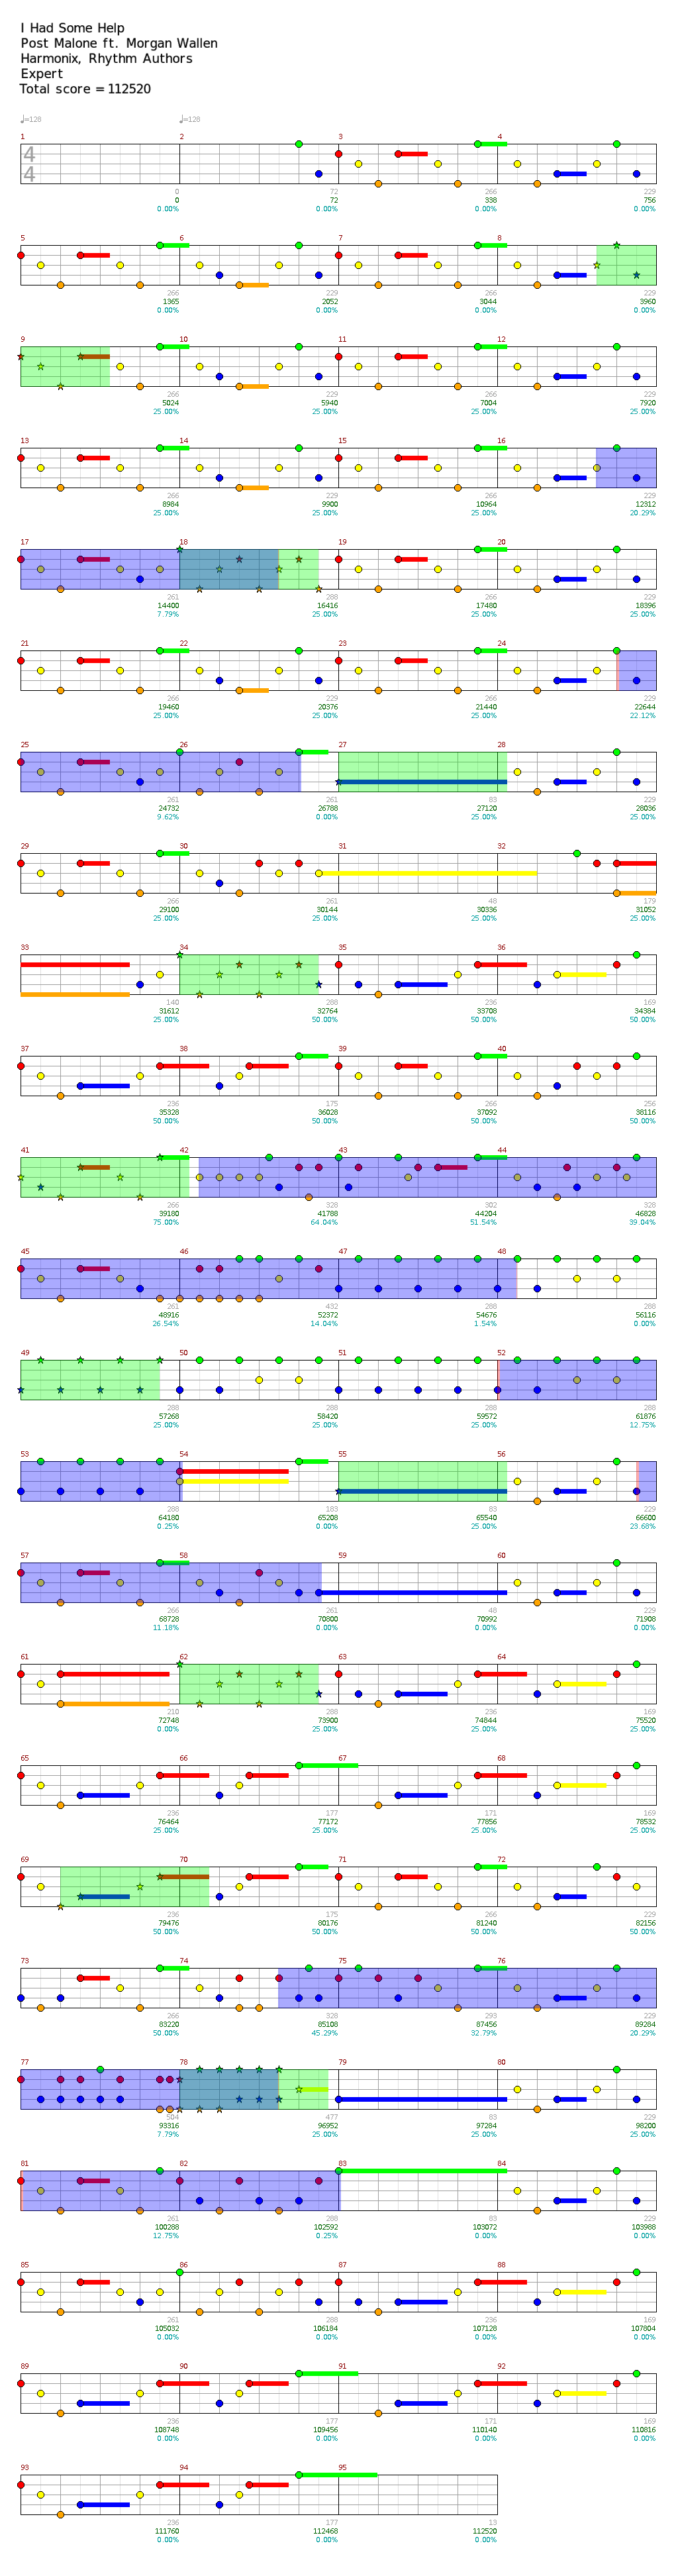 I Had Some Help
Post Malone ft. Morgan Wallen
Harmonix, Rhythm Authors
Expert
Total score = 112520
♩=128 ♩=128
1 2 3 4
4
4
0 72 266 229
0 72 338 756
0.00% 0.00% 0.00% 0.00%
5 6 7 8
266 229 266 229
1365 2052 3044 3960
0.00% 0.00% 0.00% 0.00%
9 10 11 12
266 229 266 229
5024 5940 7004 7920
25.00% 25.00% 25.00% 25.00%
13 14 15 16
266 229 266 229
8984 9900 10964 12312
25.00% 25.00% 25.00% 20.29%
17 18 19 20
261 288 266 229
14400 16416 17480 18396
7.79% 25.00% 25.00% 25.00%
21 22 23 24
266 229 266 229
19460 20376 21440 22644
25.00% 25.00% 25.00% 22.12%
25 26 27 28
261 261 83 229
24732 26788 27120 28036
9.62% 0.00% 25.00% 25.00%
29 30 31 32
266 261 48 179
29100 30144 30336 31052
25.00% 25.00% 25.00% 25.00%
33 34 35 36
140 288 236 169
31612 32764 33708 34384
25.00% 50.00% 50.00% 50.00%
37 38 39 40
236 175 266 256
35328 36028 37092 38116
50.00% 50.00% 50.00% 50.00%
41 42 43 44
266 328 302 328
39180 41788 44204 46828
75.00% 64.04% 51.54% 39.04%
45 46 47 48
261 432 288 288
48916 52372 54676 56116
26.54% 14.04% 1.54% 0.00%
49 50 51 52
288 288 288 288
57268 58420 59572 61876
25.00% 25.00% 25.00% 12.75%
53 54 55 56
288 183 83 229
64180 65208 65540 66600
0.25% 0.00% 25.00% 23.68%
57 58 59 60
266 261 48 229
68728 70800 70992 71908
11.18% 0.00% 0.00% 0.00%
61 62 63 64
210 288 236 169
72748 73900 74844 75520
0.00% 25.00% 25.00% 25.00%
65 66 67 68
236 177 171 169
76464 77172 77856 78532
25.00% 25.00% 25.00% 25.00%
69 70 71 72
236 175 266 229
79476 80176 81240 82156
50.00% 50.00% 50.00% 50.00%
73 74 75 76
266 328 293 229
83220 85108 87456 89284
50.00% 45.29% 32.79% 20.29%
77 78 79 80
504 477 83 229
93316 96952 97284 98200
7.79% 25.00% 25.00% 25.00%
81 82 83 84
261 288 83 229
100288 102592 103072 103988
12.75% 0.25% 0.00% 0.00%
85 86 87 88
261 288 236 169
105032 106184 107128 107804
0.00% 0.00% 0.00% 0.00%
89 90 91 92
236 177 171 169
108748 109456 110140 110816
0.00% 0.00% 0.00% 0.00%
93 94 95
236 177 13
111760 112468 112520
0.00% 0.00% 0.00%